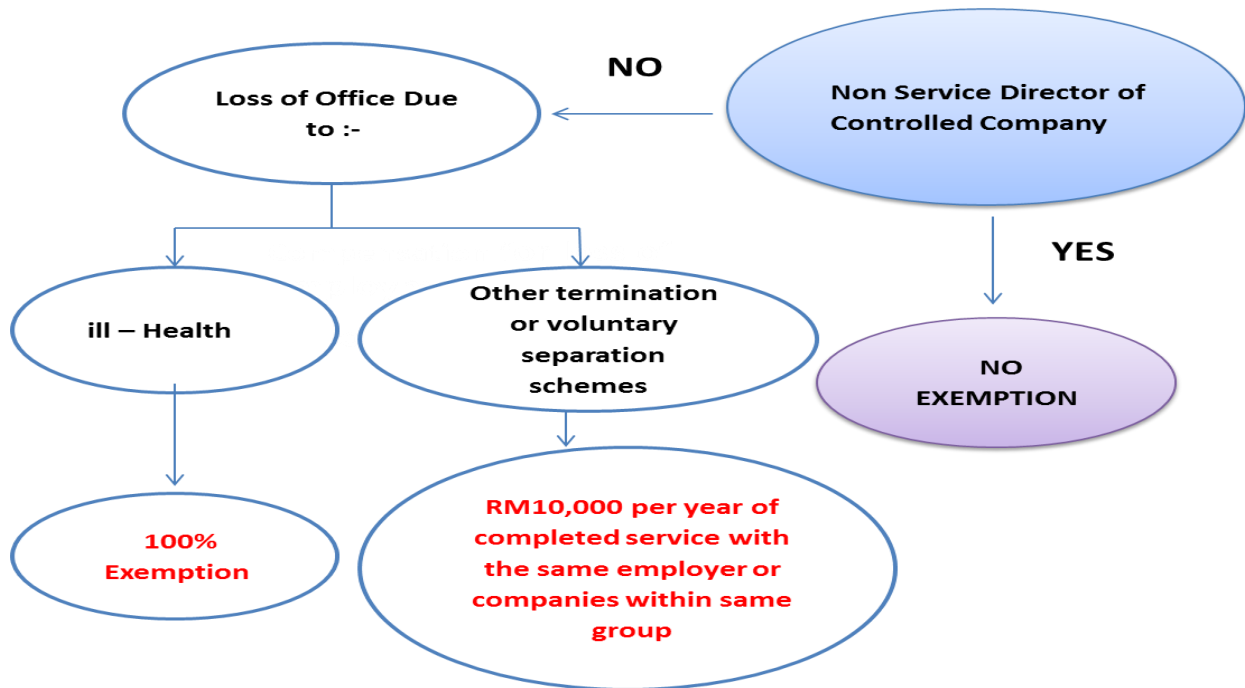 Non Service Director of
Controlled Company
NO
Loss of Office Due
to :-
YES
NO
EXEMPTION
ill – Health
Other termination
or voluntary
separation
schemes
100%
Exemption
RM10,000 per year of
completed service with
the same employer or
companies within same
group